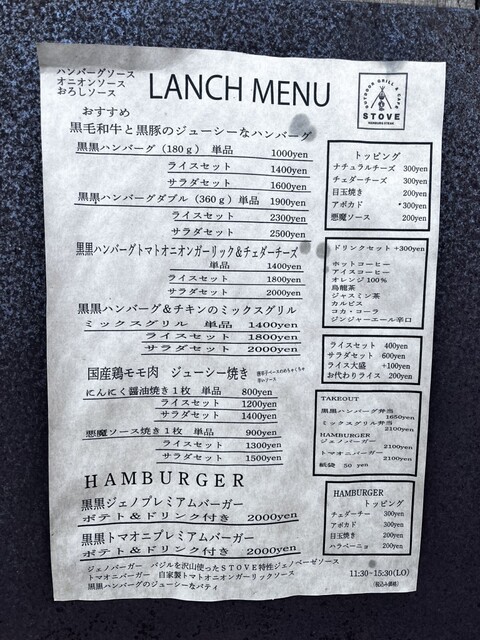 ハンバーグソース
オニオンソース
おろしソース
LANCH MENU
OUTDOOR GRILL & CAFE
STOVE
HAMBURG STEAK
おすすめ
黒毛和牛と黒豚のジューシーなハンバーグ
黒黒ハンバーグ(180g) 単品 1000yen
ライスセット 1400yen
サラダセット 1600yen
黒黒ハンバーグダブル(360g) 単品 1900yen
ライスセット 2300yen
サラダセット 2500yen
黒黒ハンバーグトマトオニオンガーリック&チェダーチーズ
単品 1400yen
ライスセット 1800yen
サラダセット 2000yen
黒黒ハンバーグ&チキンのミックスグリル
ミックスグリル 単品 1400yen
ライスセット 1800yen
サラダセット 2000yen
国産鶏モモ肉 ジューシー焼き
にんにく醤油焼き1枚 単品 800yen
ライスセット 1200yen
サラダセット 1400yen
悪魔ソース焼き1枚 単品 900yen
ライスセット 1300yen
サラダセット 1500yen
HAMBURGER
黒黒ジェノプレミアムバーガー
ポテト&ドリンク付き 2000yen
黒黒トマオニプレミアムバーガー
ポテト&ドリンク付き 2000yen
ジェノバーガー バジルを沢山使ったSTOVE特性ジェノベーゼソース
トマオニバーガー 自家製トマトオニオンガーリックソース
黒黒ハンバーグのジューシーなパティ
トッピング
ナチュラルチーズ 300yen
チェダーチーズ 300yen
目玉焼き 200yen
アボカド 300yen
悪魔ソース 200yen
ドリンクセット +300yen
ホットコーヒー
アイスコーヒー
オレンジ100%
烏龍茶
ジャスミン茶
カルピス
コカ・コーラ
ジンジャーエール辛口
ライスセット 400yen
サラダセット 600yen
ライス大盛 +100yen
お代わりライス 200yen
TAKEOUT
黒黒ハンバーグ弁当
1650yen
ミックスグリル弁当
2100yen
HAMBURGER
ジェノバーガー
2100yen
トマオニバーガー
2100yen
紙袋 50 yen
HAMBURGER
トッピング
チェダーチー 300yen
アボカド 300yen
目玉焼き 200yen
ハラペーニョ 200yen
11:30-15:30(LO)
(税込み価格)